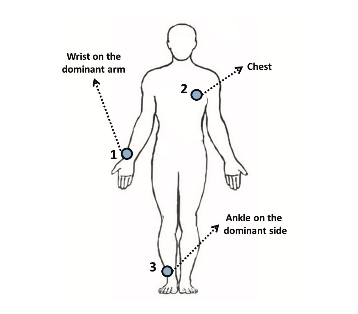 Wrist on the
dominant arm
Chest
2
1
Ankle on the
dominant side
3